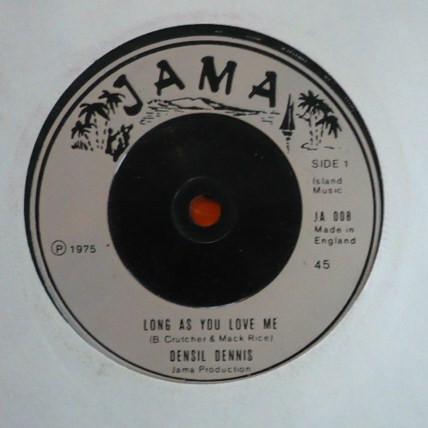 JAMA
SIDE 1
Island
Music
JA 008
Made in
England
℗ 1975
45
LONG AS YOU LOVE ME
(B. Crutcher & Mack Rice)
DENSIL DENNIS
Jama Production